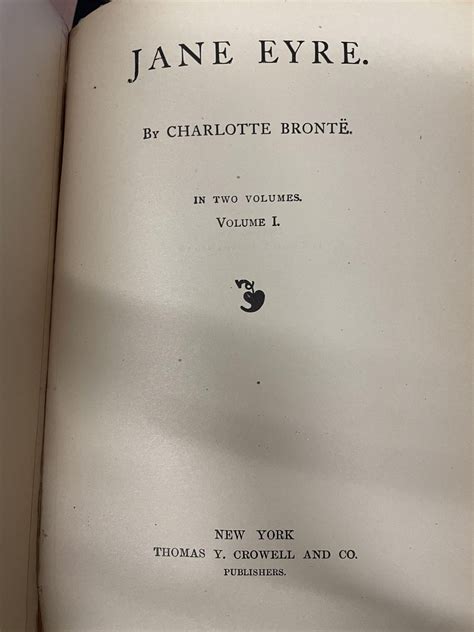 JANE EYRE.
By CHARLOTTE BRONTË.
IN TWO VOLUMES.
Volume I.
NEW YORK
THOMAS Y. CROWELL AND CO.
PUBLISHERS.